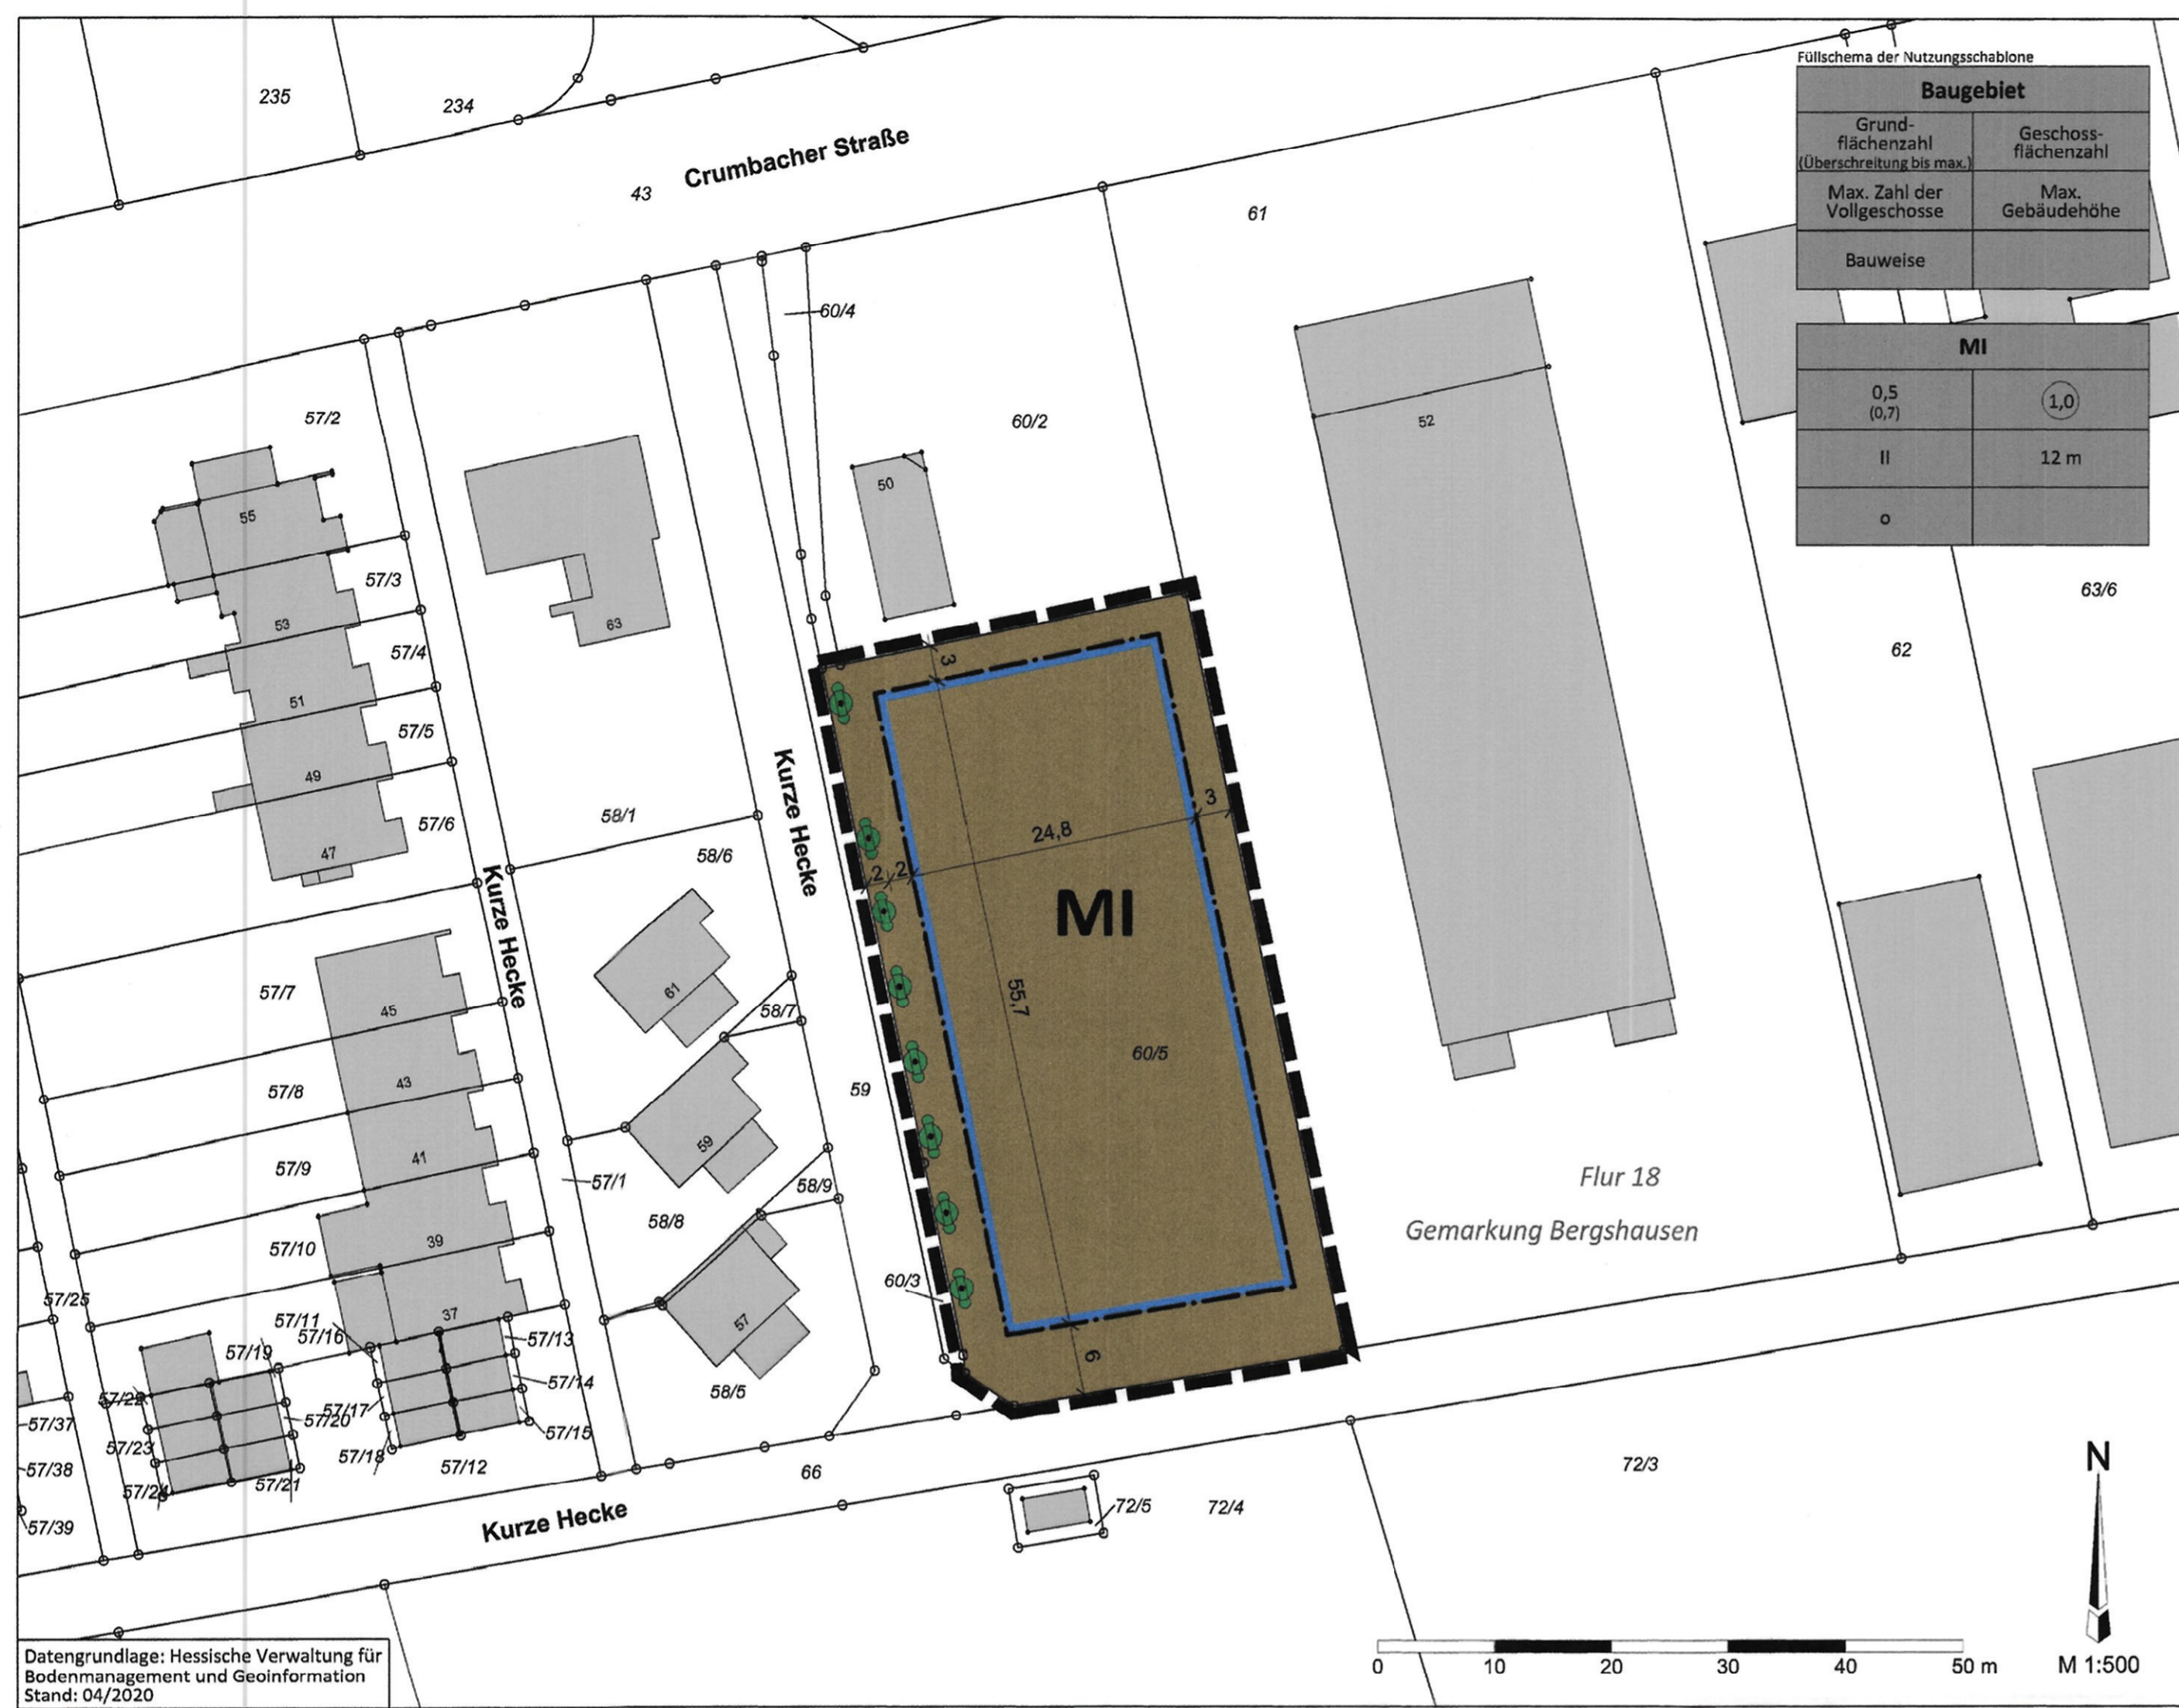 235
234
Crumbacher Straße
43
61
Füllschema der Nutzungsschablone
Baugebiet
Grund-
flächenzahl
(Überschreitung bis max.)
Geschoss-
flächenzahl
Max. Zahl der
Vollgeschosse
Max.
Gebäudehöhe
Bauweise
MI
0,5
(0,7)
1,0
II
12 m
o
60/4
57/2
60/2
52
50
55
57/3
53
63
57/4
51
57/5
49
57/6
47
58/1
58/6
Kurze Hecke
Kurze Hecke
3
3
24,8
2
2
MI
55,7
60/5
6
62
63/6
57/7
45
61
58/7
57/8
43
59
57/9
41
59
57/1
58/9
58/8
57/10
39
60/3
57/25
57/11
57/16
37
57/13
57
57/19
57/14
58/5
57/22
57/17
57/20
57/15
57/37
57/23
57/18
57/12
57/38
57/24
57/21
66
57/39
Kurze Hecke
72/5
72/4
72/3
Flur 18
Gemarkung Bergshausen
N
0 10 20 30 40 50 m
M 1:500
Datengrundlage: Hessische Verwaltung für
Bodenmanagement und Geoinformation
Stand: 04/2020